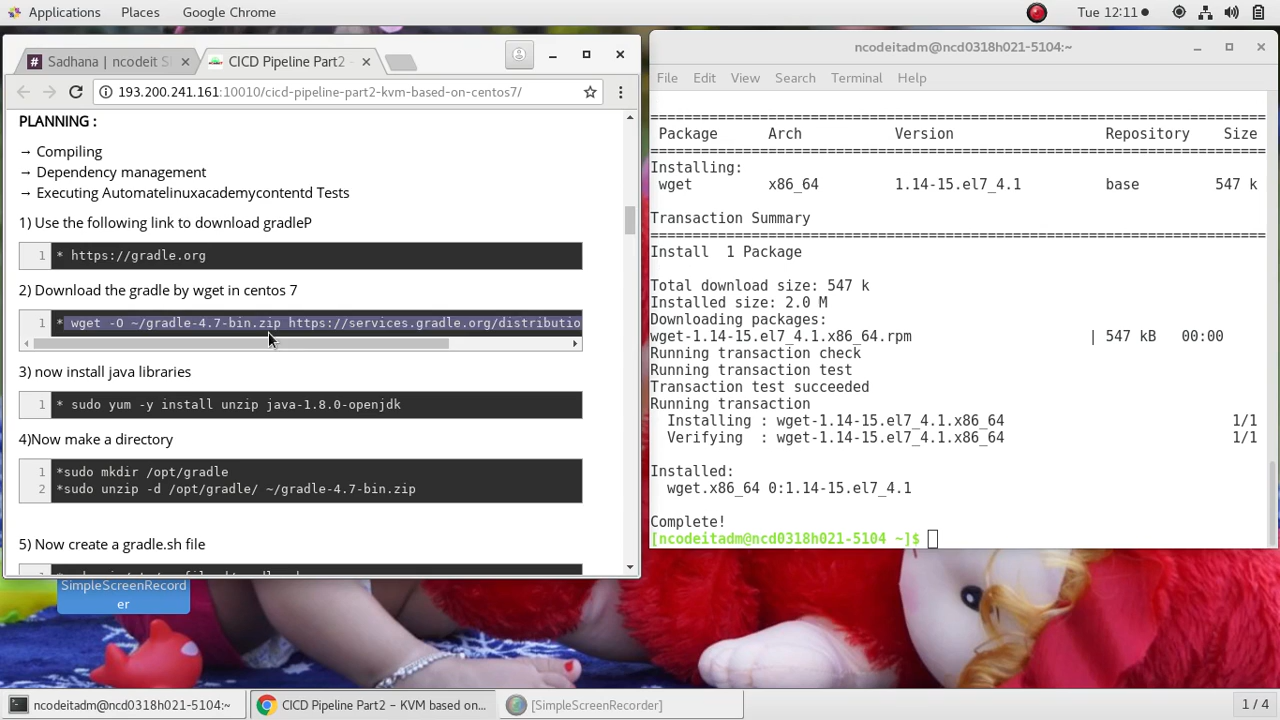 Applications Places Google Chrome
Tue 12:11
Sadhana | ncodeit S
CICD Pipeline Part2
193.200.241.161:10010/cicd-pipeline-part2-kvm-based-on-centos7/
PLANNING :
→ Compiling
→ Dependency management
→ Executing Automatelinuxacademycontentd Tests
1) Use the following link to download gradleP
1 * https://gradle.org
2) Download the gradle by wget in centos 7
1 * wget -O ~/gradle-4.7-bin.zip https://services.gradle.org/distributio
3) now install java libraries
1 * sudo yum -y install unzip java-1.8.0-openjdk
4)Now make a directory
1 *sudo mkdir /opt/gradle
2 *sudo unzip -d /opt/gradle/ ~/gradle-4.7-bin.zip
5) Now create a gradle.sh file
ncodeitadm@ncd0318h021-5104:~
File Edit View Search Terminal Help
================================================================================
Package Arch Version Repository Size
================================================================================
Installing:
wget x86_64 1.14-15.el7_4.1 base 547 k
Transaction Summary
================================================================================
Install 1 Package
Total download size: 547 k
Installed size: 2.0 M
Downloading packages:
wget-1.14-15.el7_4.1.x86_64.rpm | 547 kB 00:00
Running transaction check
Running transaction test
Transaction test succeeded
Running transaction
Installing : wget-1.14-15.el7_4.1.x86_64 1/1
Verifying : wget-1.14-15.el7_4.1.x86_64 1/1
Installed:
wget.x86_64 0:1.14-15.el7_4.1
Complete!
[ncodeitadm@ncd0318h021-5104 ~]$
SimpleScreenRecord
er
ncodeitadm@ncd0318h021-5104:~
CICD Pipeline Part2 – KVM based on...
[SimpleScreenRecorder]
1 / 4